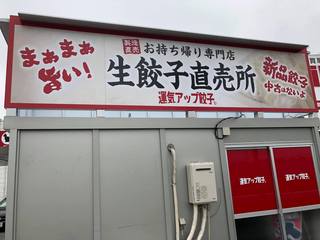 まぁまぁ
旨い!
製造
直売
お持ち帰り専門店
生餃子直売所
運気アップ餃子
新品餃子
中古はないよ
運気アップ餃子
運気アップ餃子